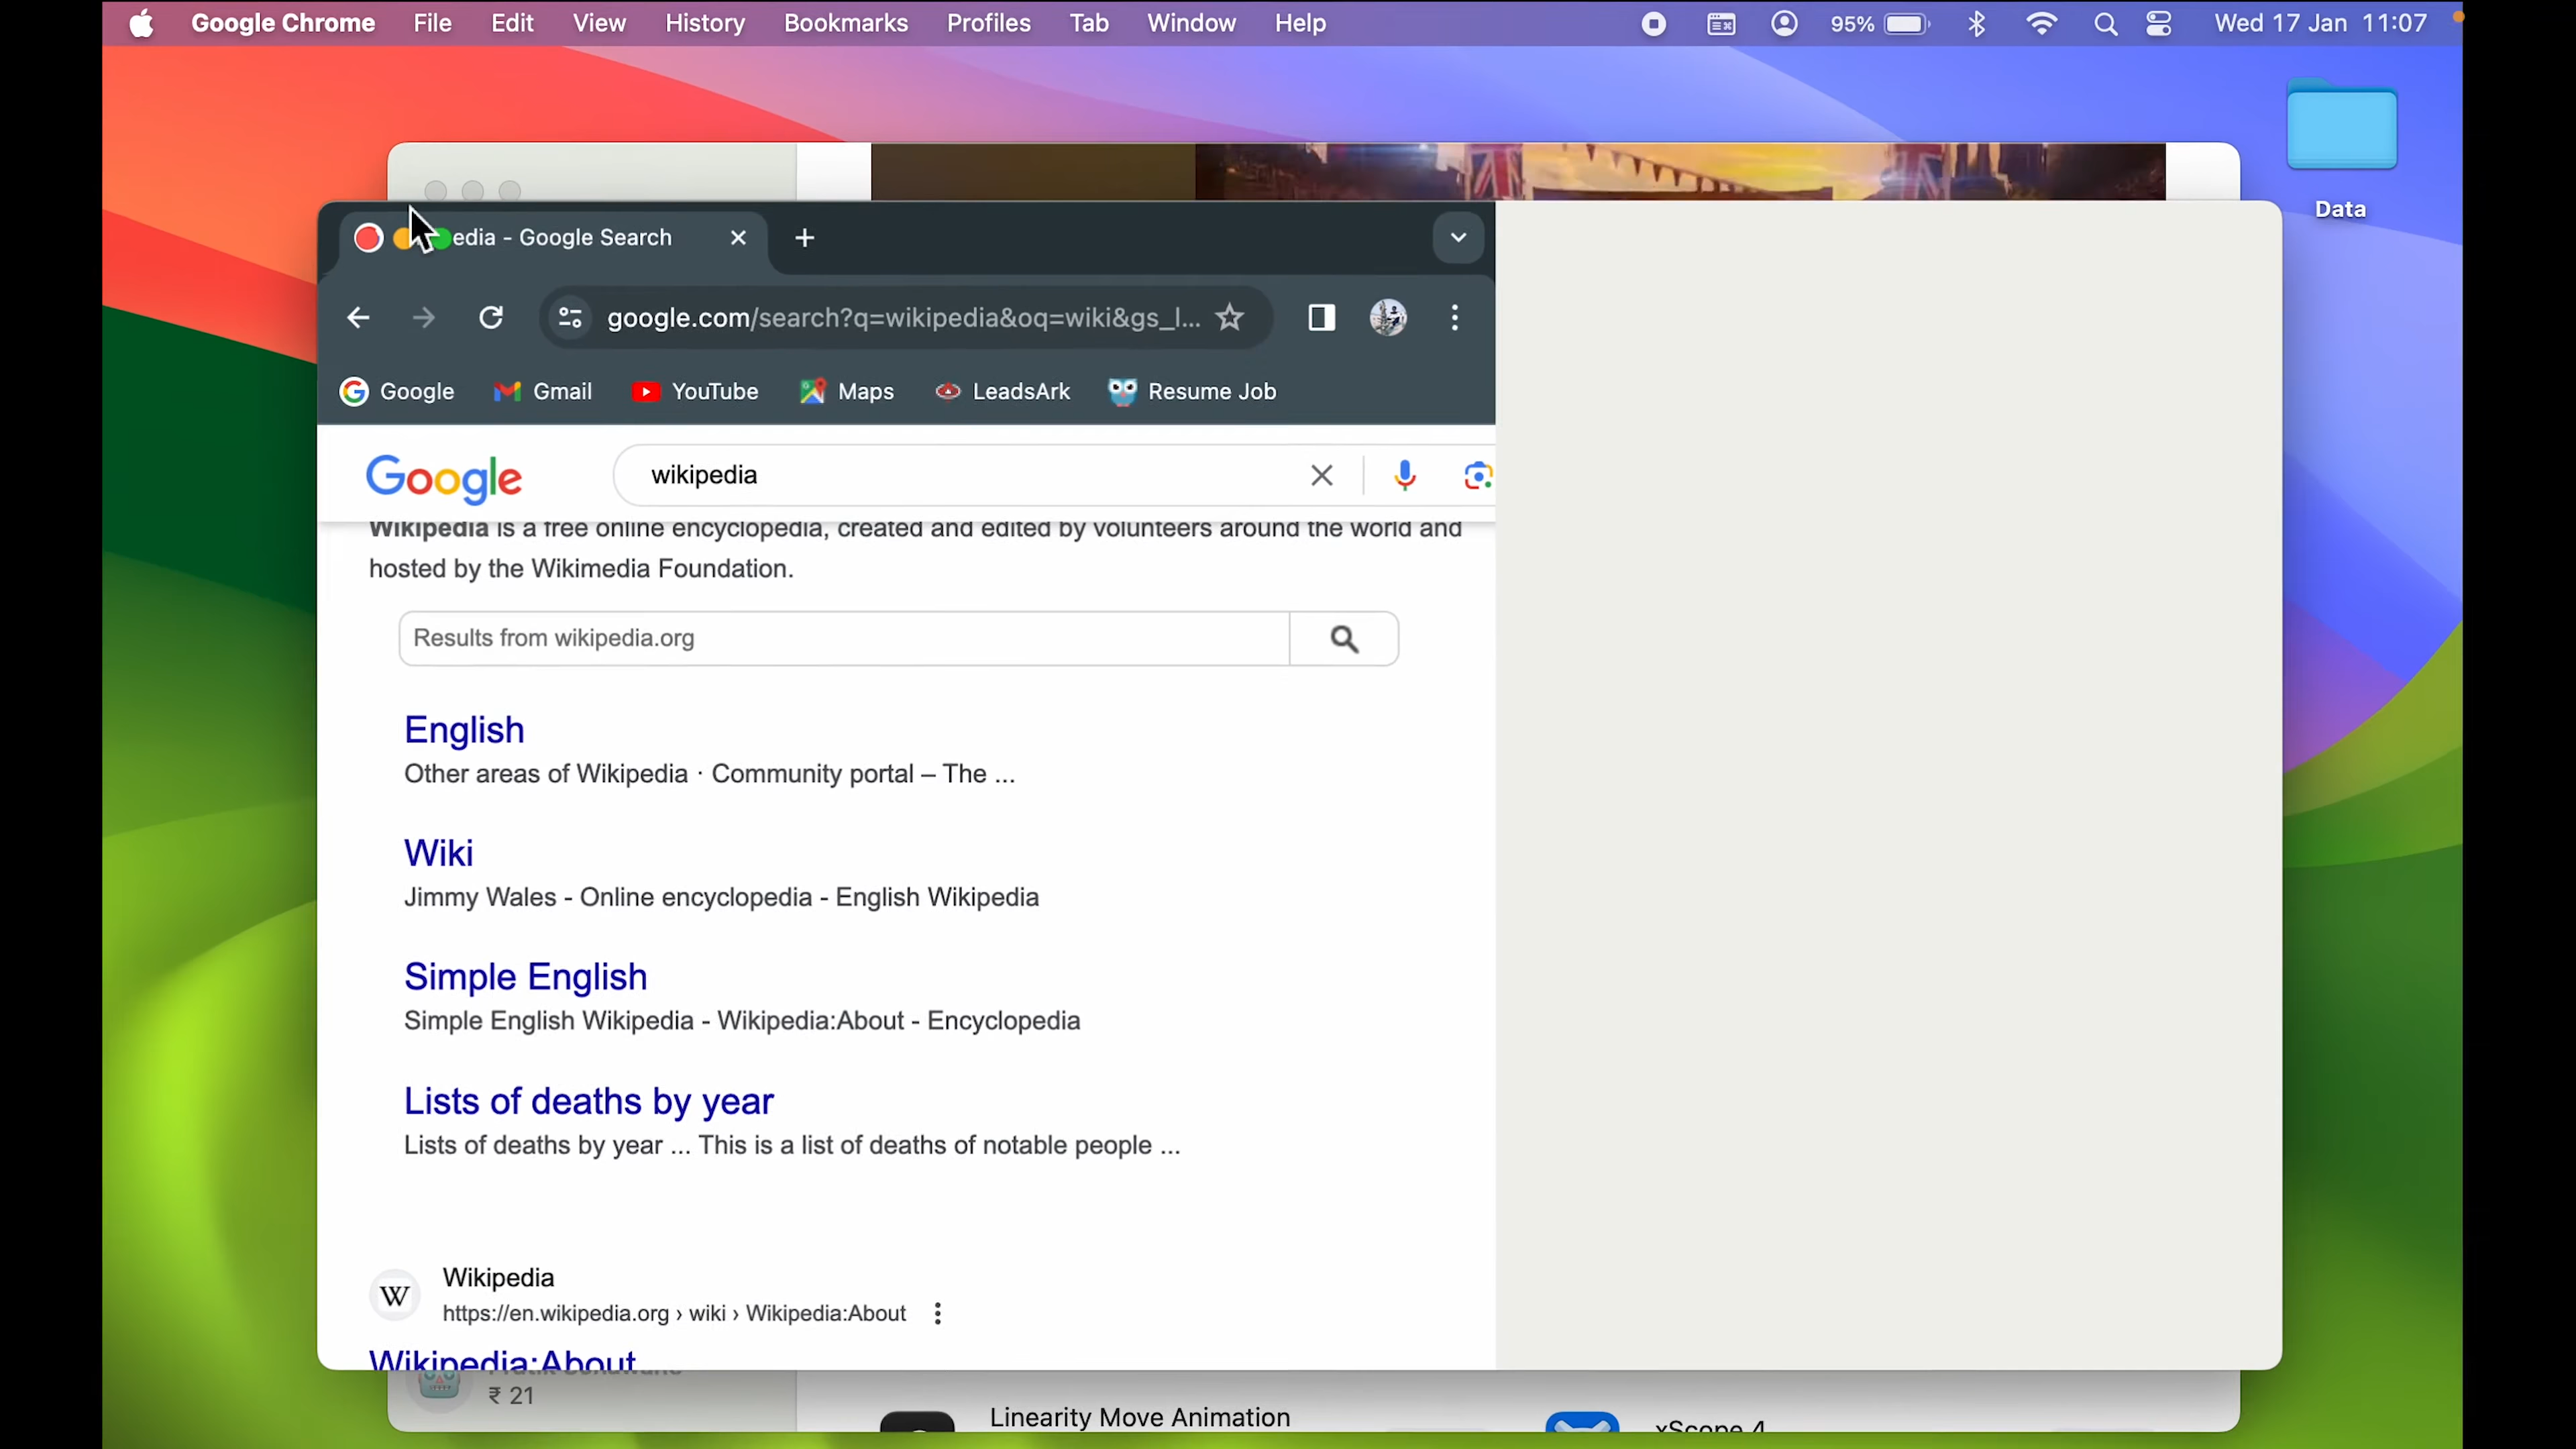 Google Chrome File Edit View History Bookmarks Profiles Tab Window Help 95% Wed 17 Jan 11:07
Data
edia - Google Search
google.com/search?q=wikipedia&oq=wiki&gs_l...
Google Gmail YouTube Maps LeadsArk Resume Job
Google wikipedia
Wikipedia is a free online encyclopedia, created and edited by volunteers around the world and
hosted by the Wikimedia Foundation.
Results from wikipedia.org
English
Other areas of Wikipedia · Community portal – The ...
Wiki
Jimmy Wales - Online encyclopedia - English Wikipedia
Simple English
Simple English Wikipedia - Wikipedia:About - Encyclopedia
Lists of deaths by year
Lists of deaths by year ... This is a list of deaths of notable people ...
W
Wikipedia
https://en.wikipedia.org › wiki › Wikipedia:About
Wikipedia:About
₹ 21
Linearity Move Animation
xScope 4